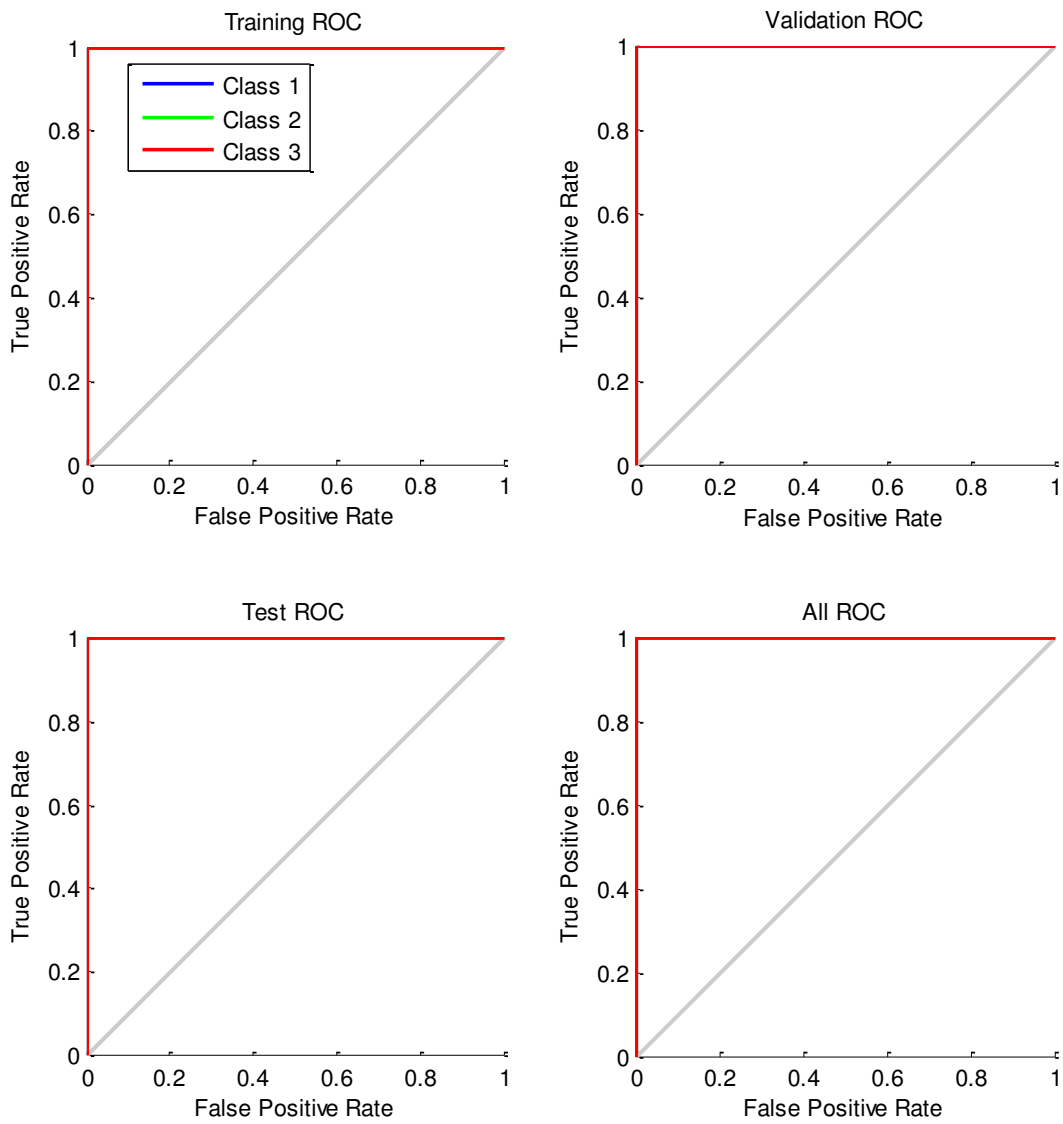 Training ROC
1
0.8
0.6
0.4
0.2
0
True Positive Rate
Class 1
Class 2
Class 3
0 0.2 0.4 0.6 0.8 1
False Positive Rate
Validation ROC
1
0.8
0.6
0.4
0.2
0
True Positive Rate
0 0.2 0.4 0.6 0.8 1
False Positive Rate
Test ROC
1
0.8
0.6
0.4
0.2
0
True Positive Rate
0 0.2 0.4 0.6 0.8 1
False Positive Rate
All ROC
1
0.8
0.6
0.4
0.2
0
True Positive Rate
0 0.2 0.4 0.6 0.8 1
False Positive Rate